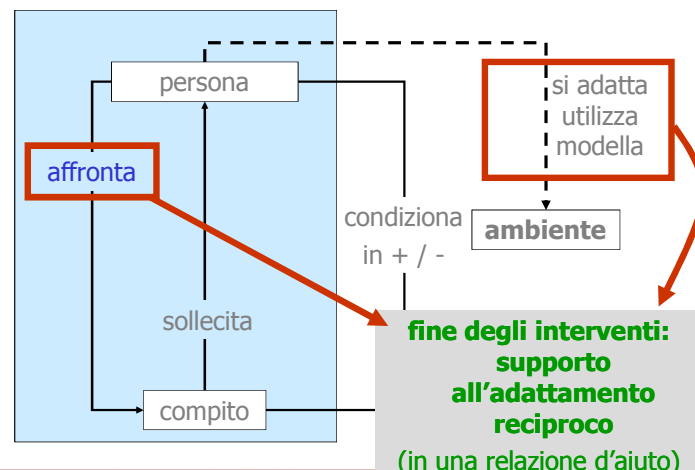 persona
si adatta
utilizza
modella
affronta
condiziona
in + / -
ambiente
sollecita
compito
fine degli interventi:
supporto
all'adattamento
reciproco
(in una relazione d'aiuto)